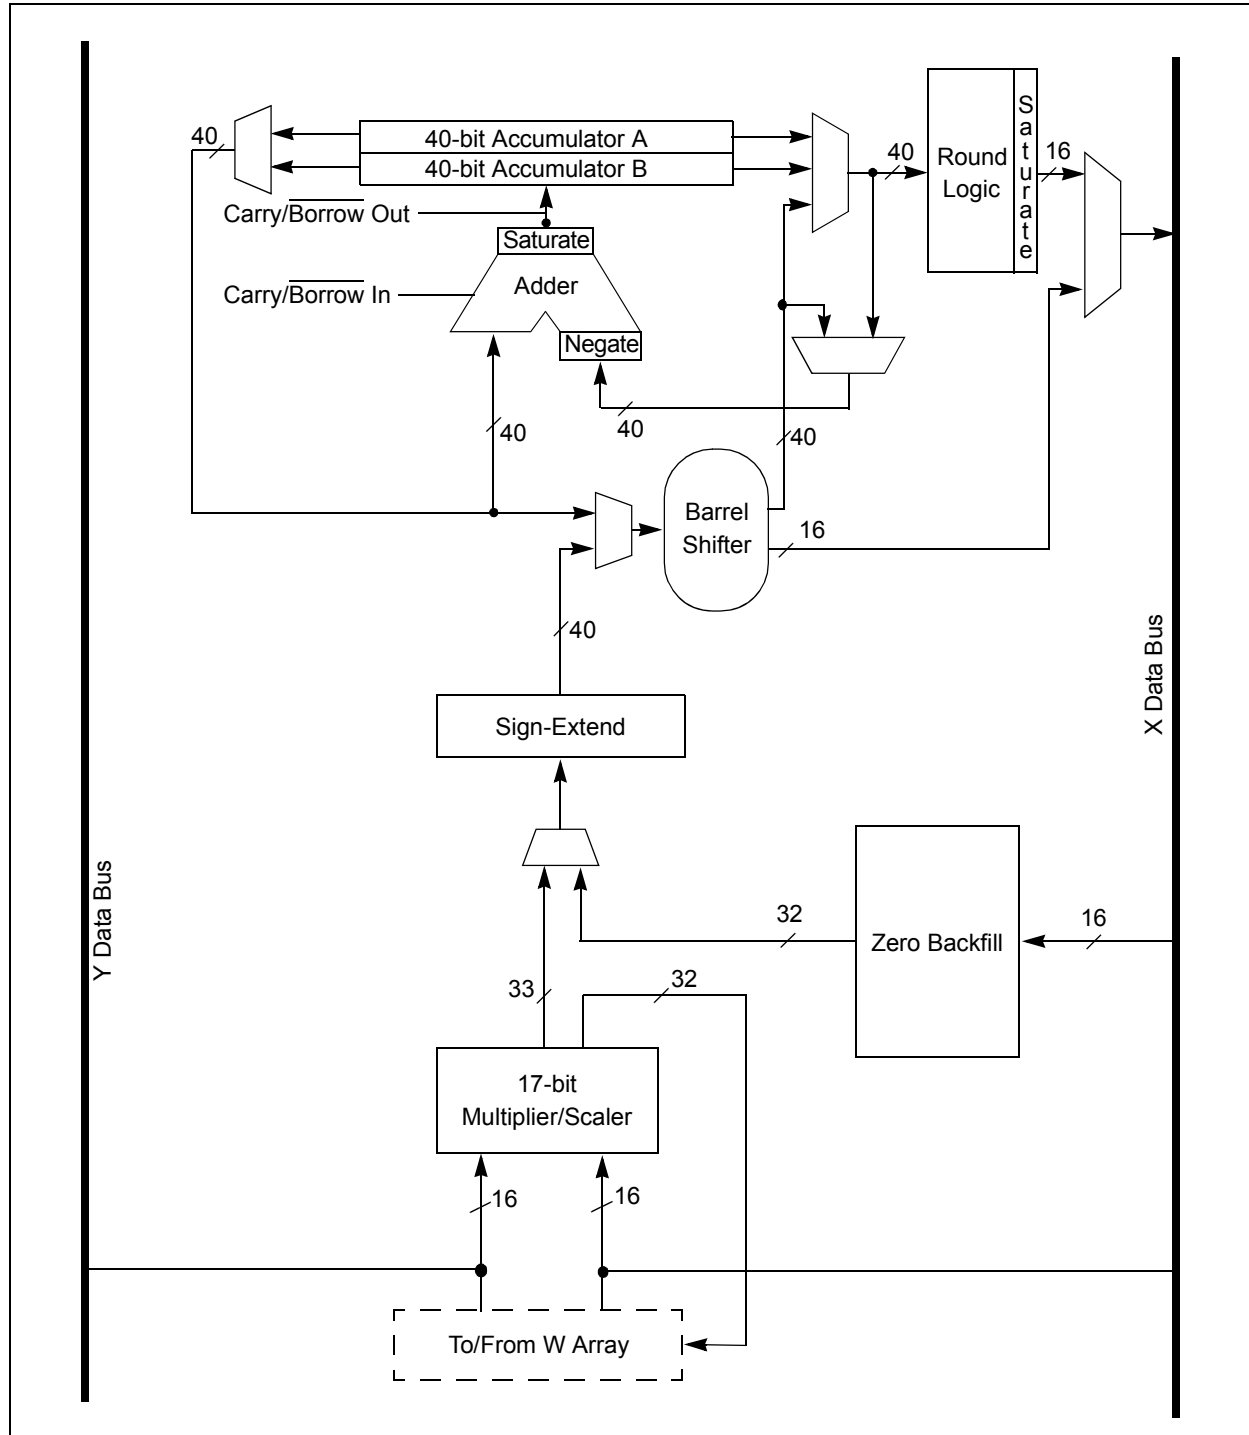 40
40-bit Accumulator A
40-bit Accumulator B
40
Round
Logic
Saturate
16
Carry/Borrow Out
Saturate
Carry/Borrow In
Adder
Negate
40
40
40
Barrel
Shifter
16
40
Sign-Extend
X Data Bus
Y Data Bus
32
Zero Backfill
16
33
32
17-bit
Multiplier/Scaler
16
16
To/From W Array